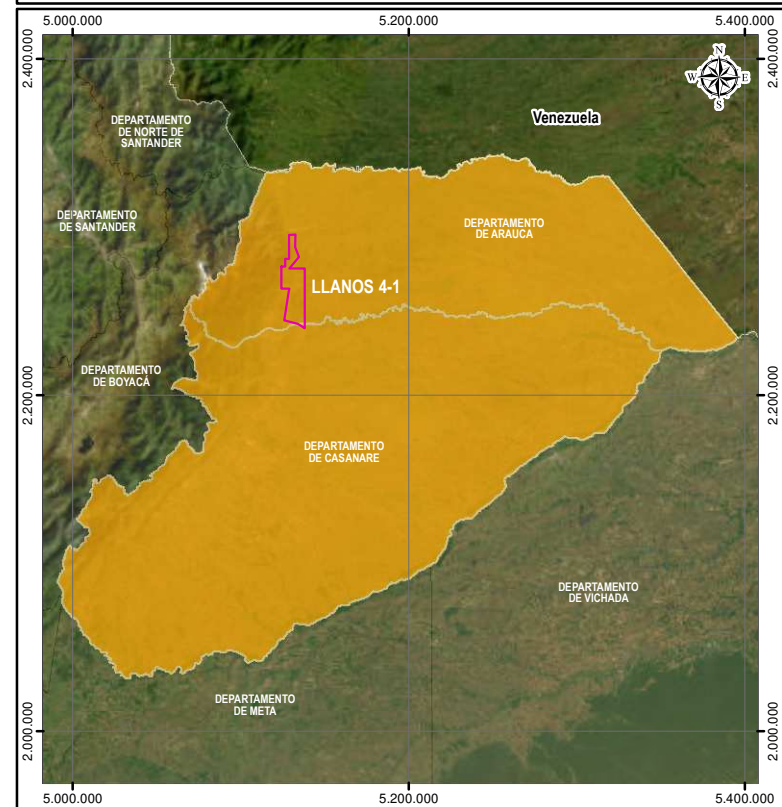 5.000.000
5.200.000
5.400.000
2.400.000
2.400.000
N
W
E
S
Venezuela
DEPARTAMENTO
DE NORTE DE
SANTANDER
DEPARTAMENTO
DE SANTANDER
DEPARTAMENTO
DE ARAUCA
LLANOS 4-1
DEPARTAMENTO
DE BOYACÁ
2.200.000
2.200.000
DEPARTAMENTO
DE CASANARE
DEPARTAMENTO
DE VICHADA
DEPARTAMENTO
DE META
2.000.000
2.000.000
5.000.000
5.200.000
5.400.000